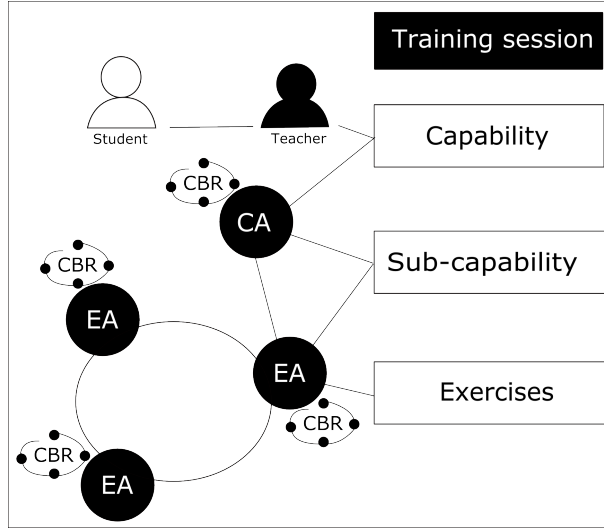 Training session
Student
Teacher
Capability
CBR
CA
Sub-capability
CBR
EA
EA
Exercises
CBR
CBR
EA